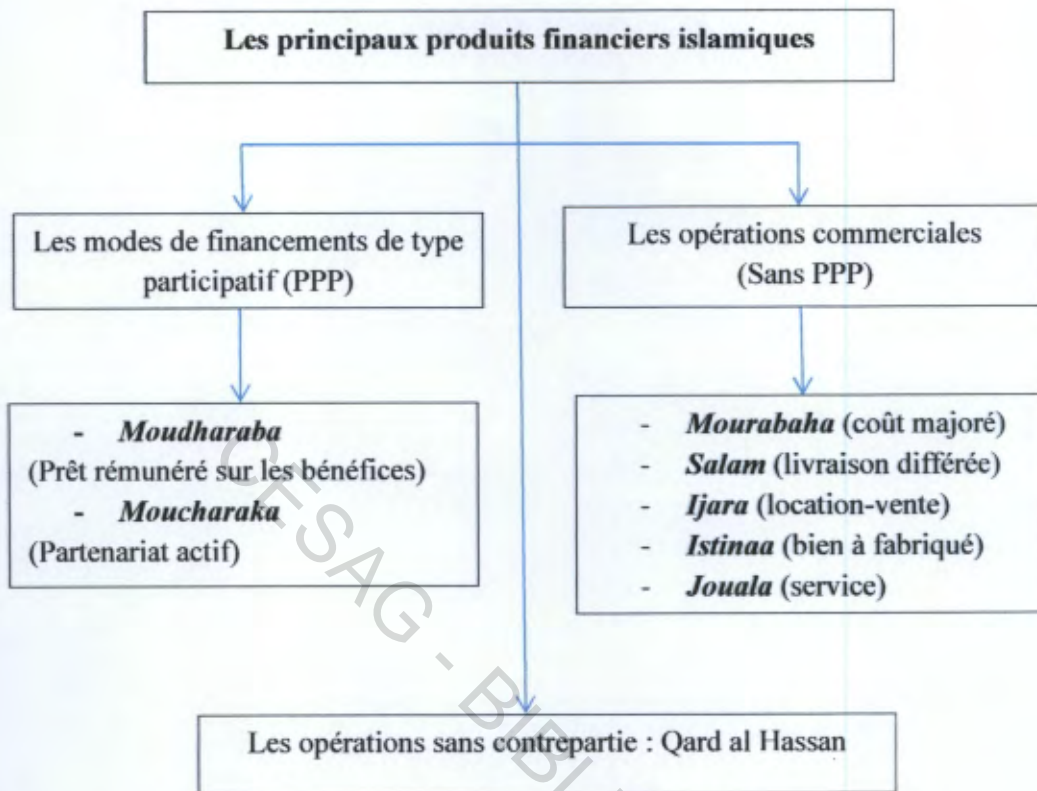 Les principaux produits financiers islamiques
Les modes de financements de type
participatif (PPP)
Les opérations commerciales
(Sans PPP)
- Moudharaba
(Prêt rémunéré sur les bénéfices)
- Moucharaka
(Partenariat actif)
- Mourabaha (coût majoré)
- Salam (livraison différée)
- Ijara (location-vente)
- Istinaa (bien à fabriqué)
- Jouala (service)
Les opérations sans contrepartie : Qard al Hassan
CESAG - BIBLI